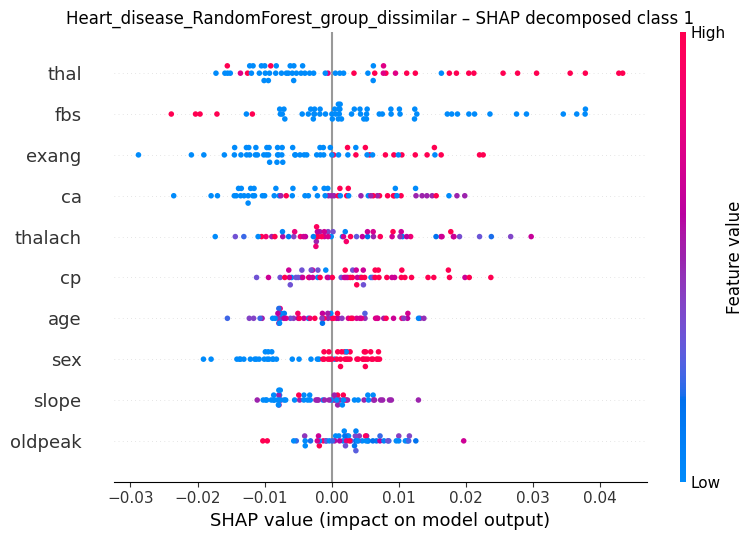 Heart_disease_RandomForest_group_dissimilar – SHAP decomposed class 1
High
thal
fbs
exang
ca
thalach
cp
age
sex
slope
oldpeak
Feature value
Low
−0.03 −0.02 −0.01 0.00 0.01 0.02 0.03 0.04
SHAP value (impact on model output)